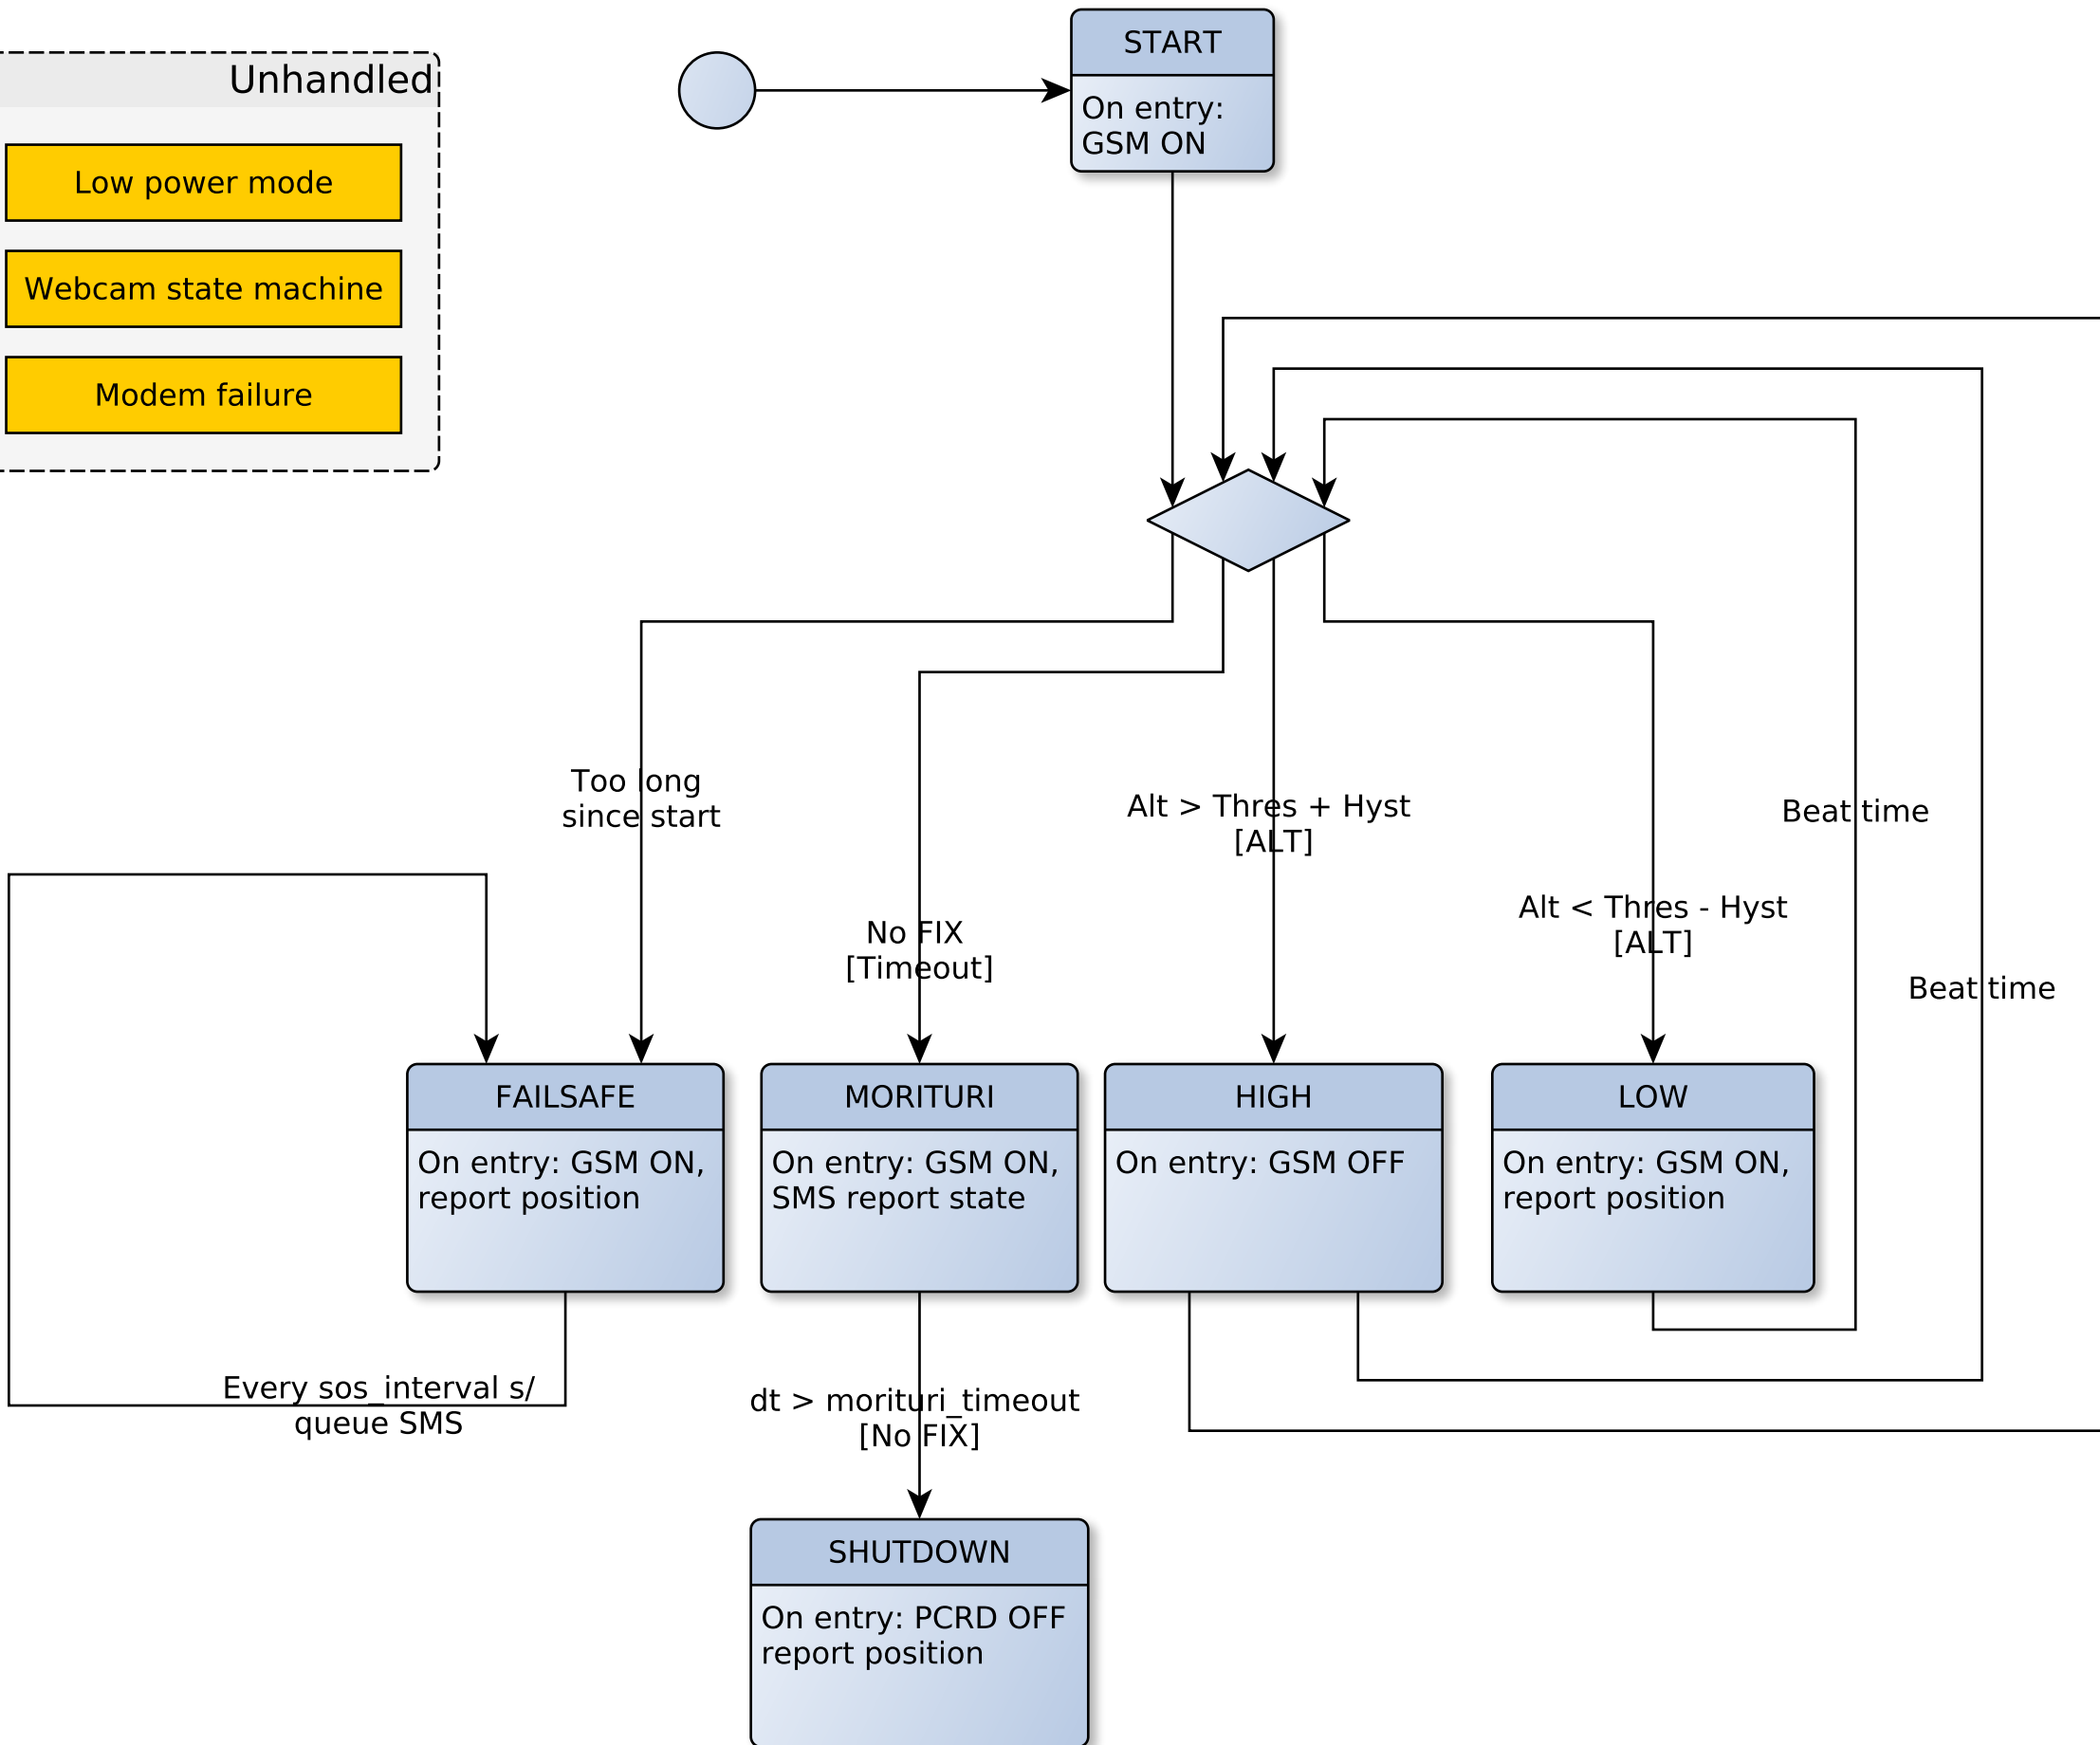 START
On entry:
GSM ON
Unhandled
Low power mode
Webcam state machine
Modem failure
Too long
since start
No FIX
[Timeout]
Alt > Thres + Hyst
[ALT]
Alt < Thres - Hyst
[ALT]
Beat time
Beat time
FAILSAFE
On entry: GSM ON,
report position
MORITURI
On entry: GSM ON,
SMS report state
HIGH
On entry: GSM OFF
LOW
On entry: GSM ON,
report position
Every sos_interval s/
queue SMS
dt > morituri_timeout
[No FIX]
SHUTDOWN
On entry: PCRD OFF
report position